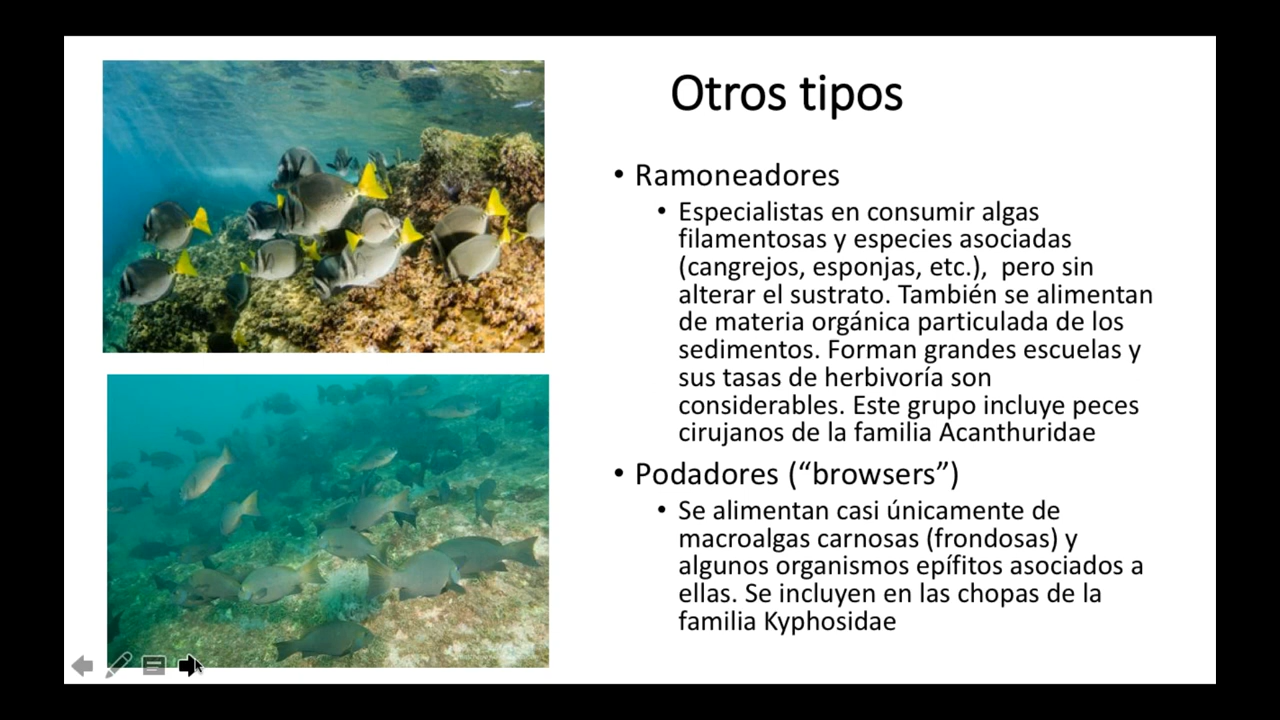 Otros tipos
• Ramoneadores
• Especialistas en consumir algas
filamentosas y especies asociadas
(cangrejos, esponjas, etc.), pero sin
alterar el sustrato. También se alimentan
de materia orgánica particulada de los
sedimentos. Forman grandes escuelas y
sus tasas de herbivoría son
considerables. Este grupo incluye peces
cirujanos de la familia Acanthuridae
• Podadores (“browsers”)
• Se alimentan casi únicamente de
macroalgas carnosas (frondosas) y
algunos organismos epífitos asociados a
ellas. Se incluyen en las chopas de la
familia Kyphosidae